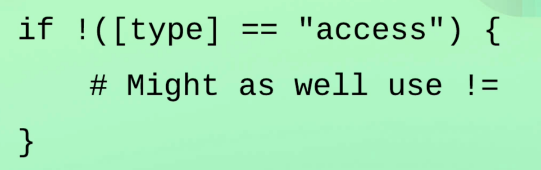 if !([type] == "access") {
# Might as well use !=
}